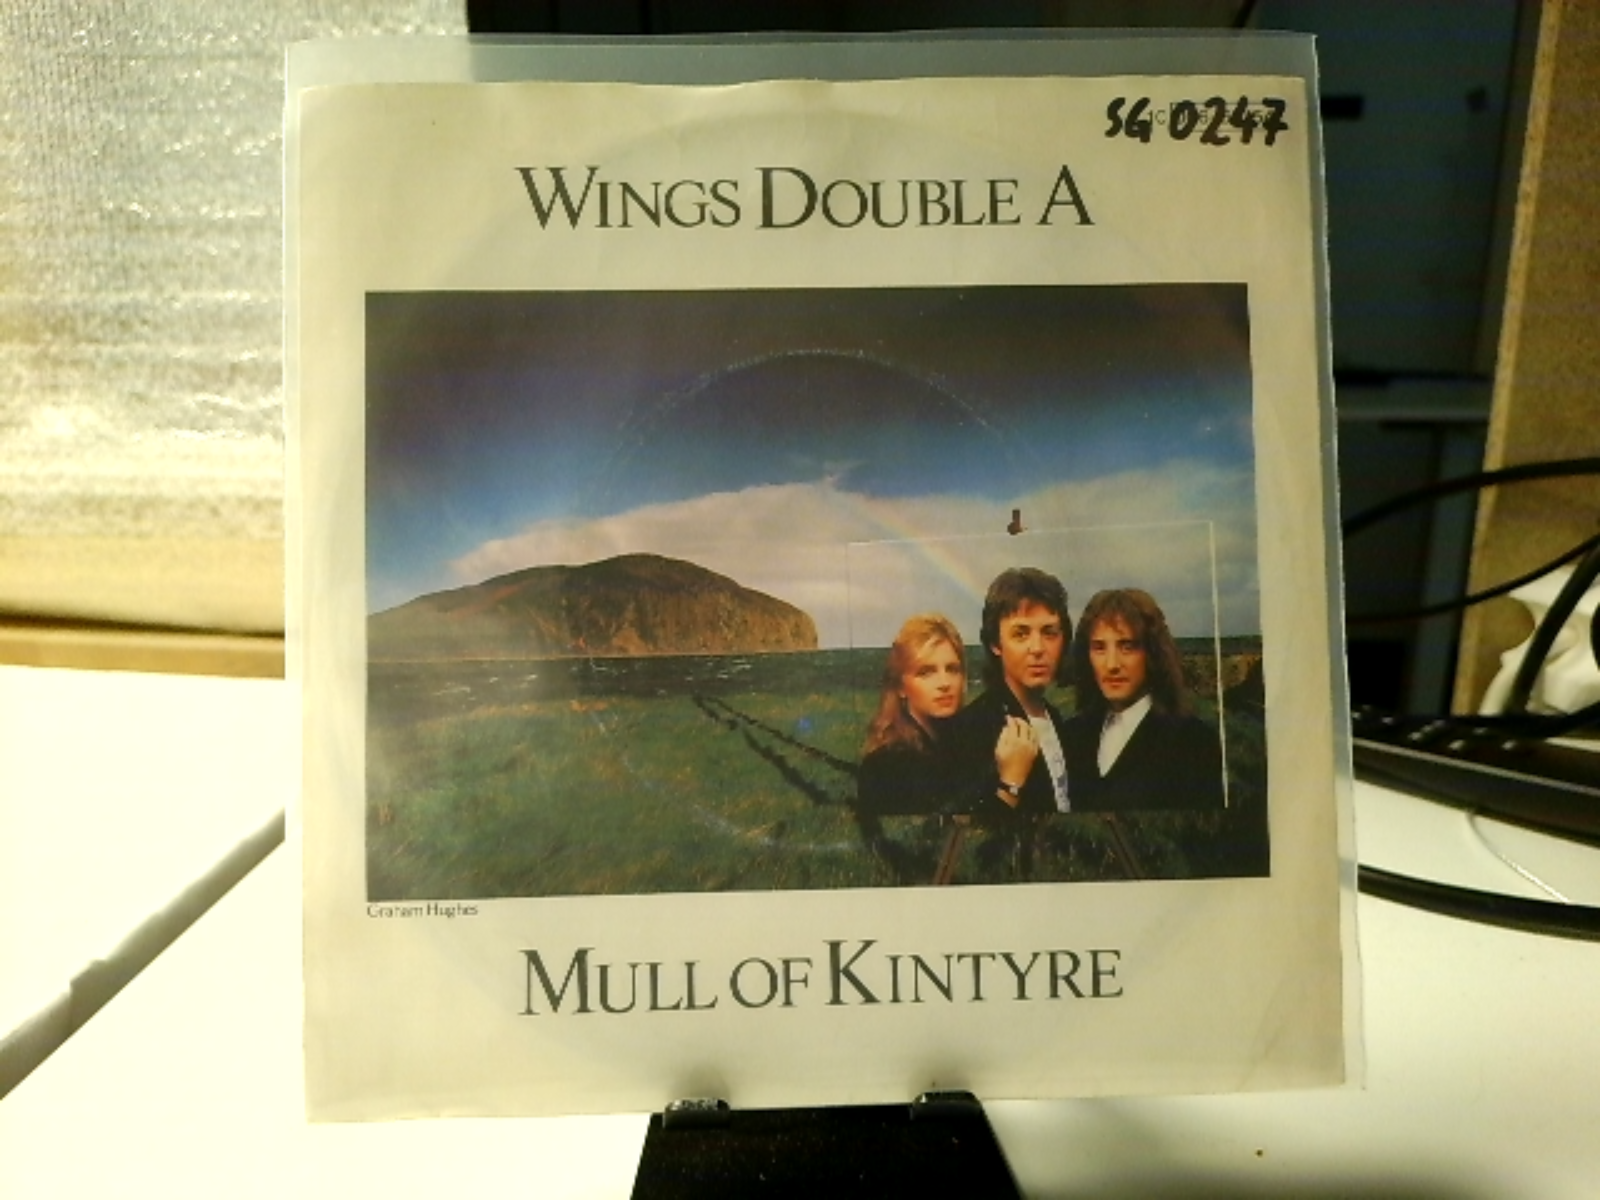 SG 0247
WINGS DOUBLE A
Graham Hughes
MULL OF KINTYRE